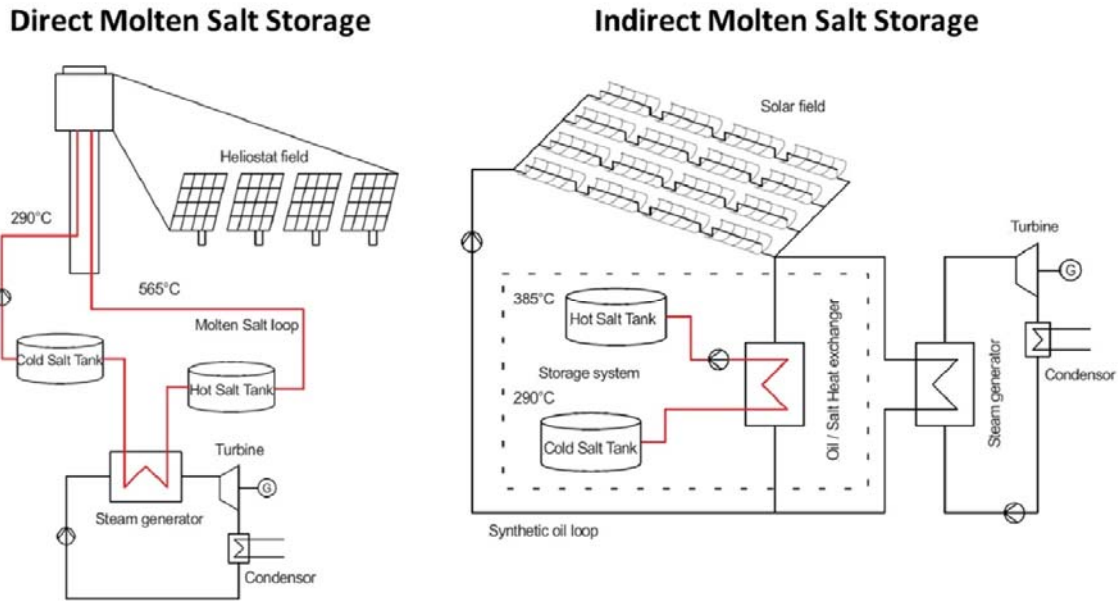 Direct Molten Salt Storage
Heliostat field
290°C
565°C
Molten Salt loop
Cold Salt Tank
Hot Salt Tank
Turbine
G
Steam generator
Condensor
Indirect Molten Salt Storage
Solar field
385°C
Hot Salt Tank
Storage system
290°C
Cold Salt Tank
Oil / Salt Heat exchanger
Synthetic oil loop
Turbine
G
Steam generator
Condensor